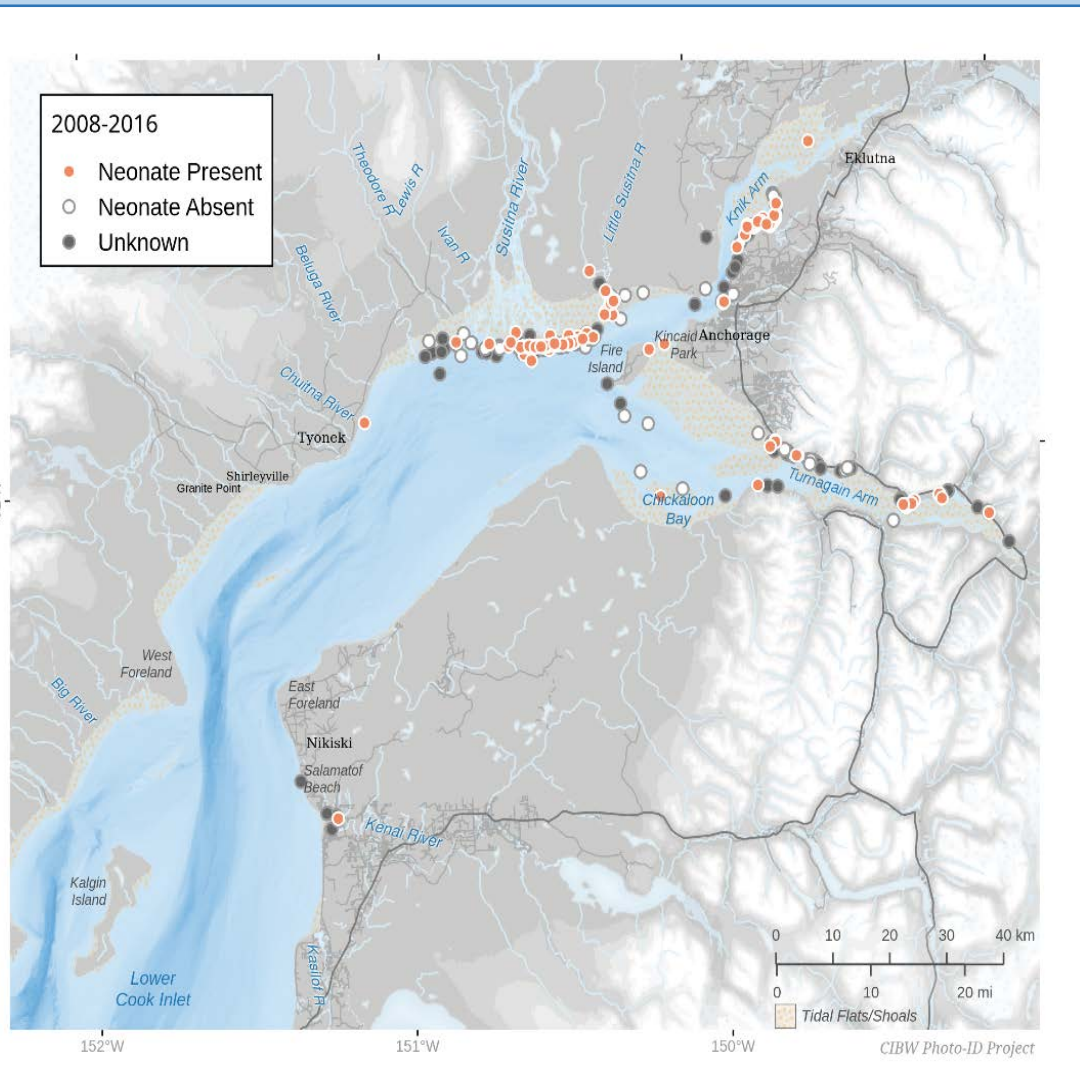 2008-2016
Neonate Present
Neonate Absent
Unknown
Theodore R
Lewis R
Ivan R
Susitna River
Little Susitna R
Knik Arm
Eklutna
Beluga River
Chuitna River
Tyonek
Shirleyville
Granite Point
Fire
Island
Kincaid
Park
Anchorage
Turnagain Arm
Chickaloon
Bay
West
Foreland
Big River
East
Foreland
Nikiski
Salamatof
Beach
Kenai River
Kalgin
Island
Lower
Cook Inlet
Kasilof R
0 10 20 30 40 km
0 10 20 mi
Tidal Flats/Shoals
152°W 151°W 150°W
CIBW Photo-ID Project